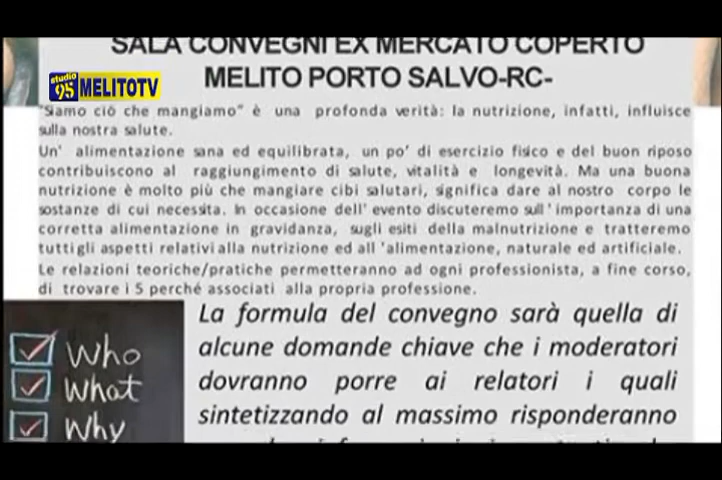 SALA CONVEGNI EX MERCATO COPERTO
MELITO PORTO SALVO-RC-
studio
95 MELITOTV
"Siamo ciò che mangiamo" è una profonda verità: la nutrizione, infatti, influisce
sulla nostra salute.
Un' alimentazione sana ed equilibrata, un po' di esercizio fisico e del buon riposo
contribuiscono al raggiungimento di salute, vitalità e longevità. Ma una buona
nutrizione è molto più che mangiare cibi salutari, significa dare al nostro corpo le
sostanze di cui necessita. In occasione dell' evento discuteremo sull' importanza di una
corretta alimentazione in gravidanza, sugli esiti della malnutrizione e tratteremo
tutti gli aspetti relativi alla nutrizione ed all 'alimentazione, naturale ed artificiale.
Le relazioni teoriche/pratiche permetteranno ad ogni professionista, a fine corso,
di trovare i 5 perché associati alla propria professione.
La formula del convegno sarà quella di
alcune domande chiave che i moderatori
dovranno porre ai relatori i quali
sintetizzando al massimo risponderanno
Who
What
Why